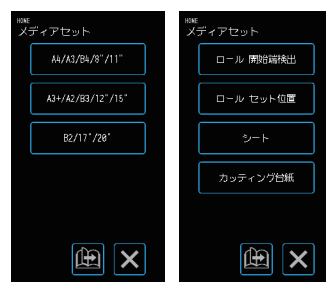 HOME
メディアセット
A4/A3/B4/8"/11"
A3+/A2/B3/12"/15"
B2/17"/20"
HOME
メディアセット
ロール 開始端検出
ロール セット位置
シート
カッティング台紙